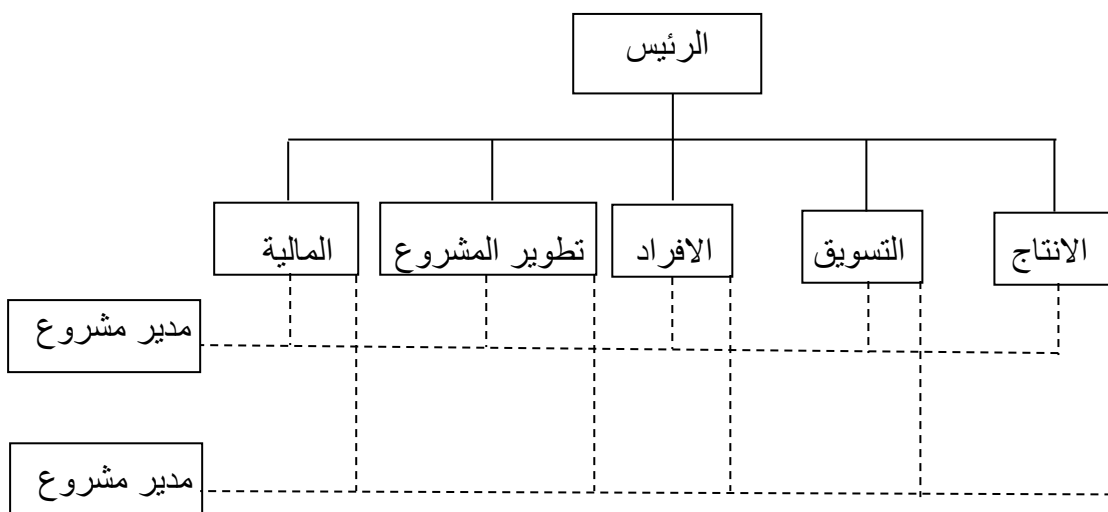 الرئيس
الانتاج
التسويق
الافراد
تطوير المشروع
المالية
مدير مشروع
مدير مشروع